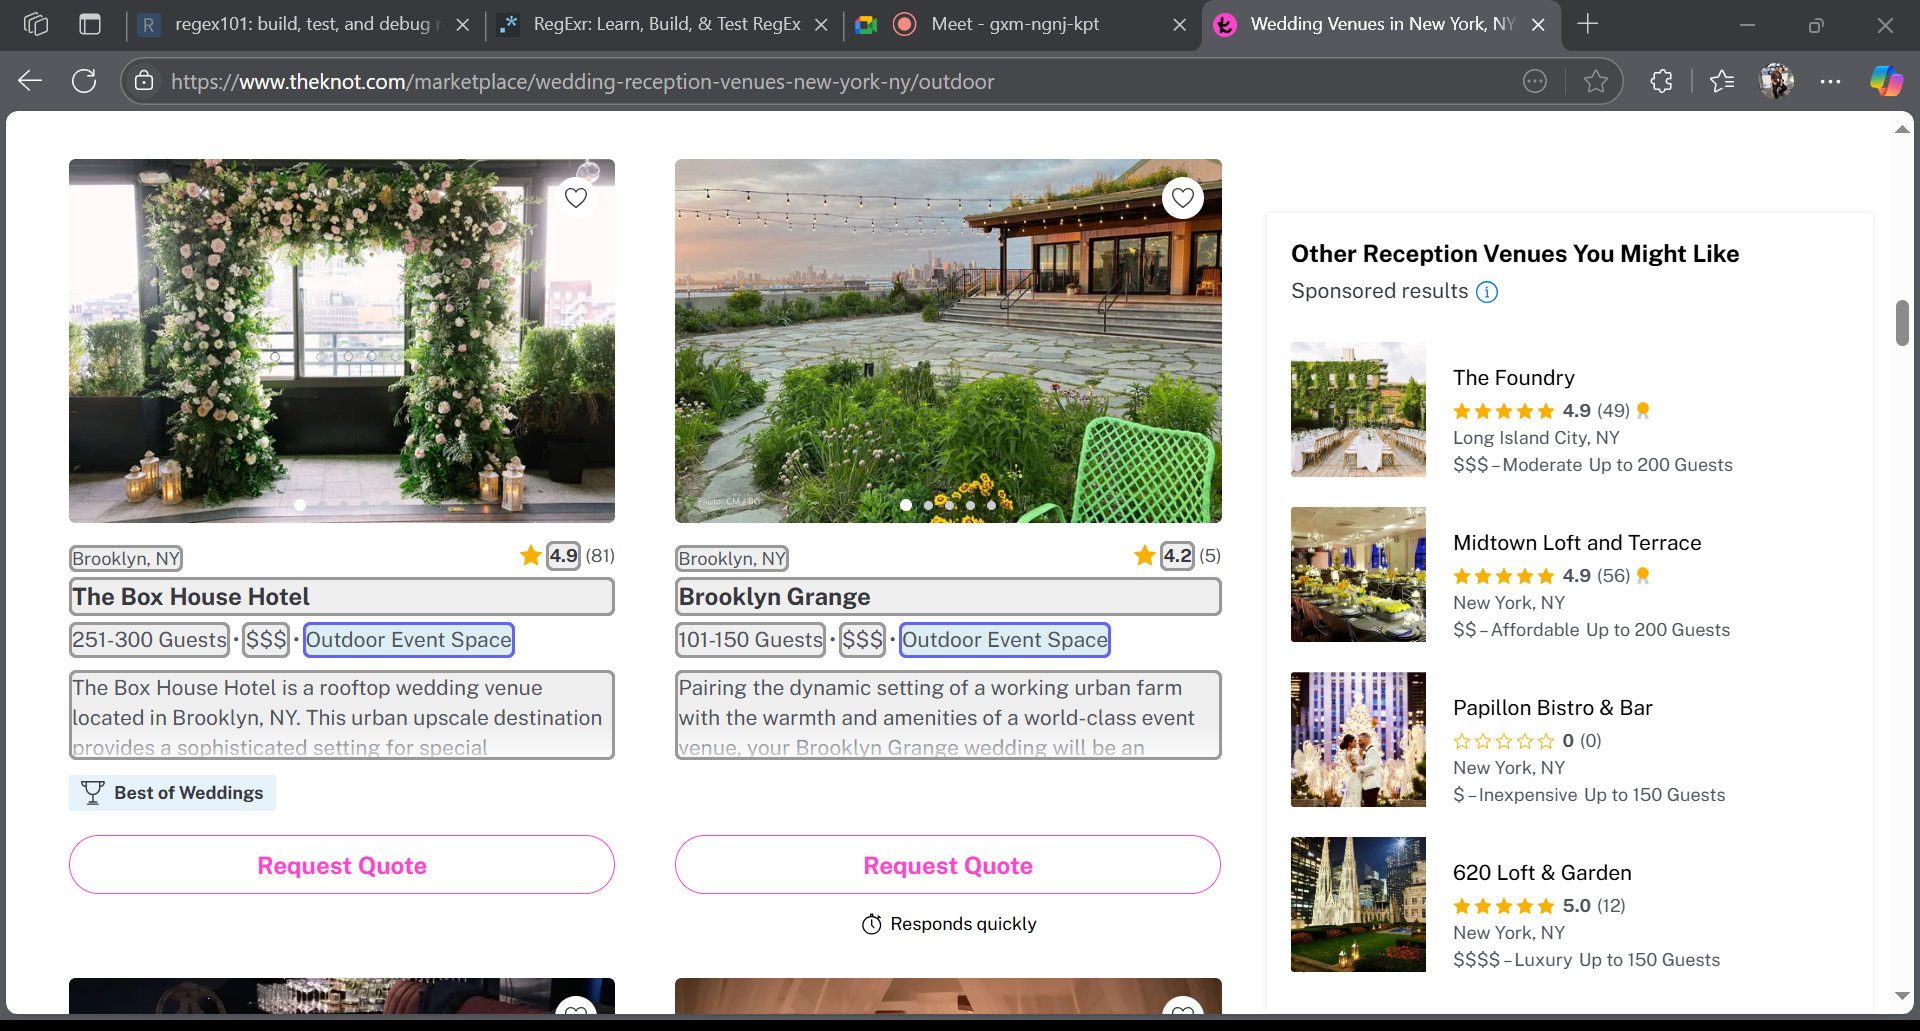 regex101: build, test, and debug r
RegExr: Learn, Build, & Test RegEx
Meet - gxm-ngnj-kpt
Wedding Venues in New York, NY
https://www.theknot.com/marketplace/wedding-reception-venues-new-york-ny/outdoor
Photo: CM / BG
Brooklyn, NY
4.9 (81)
The Box House Hotel
251-300 Guests • $$$ • Outdoor Event Space
The Box House Hotel is a rooftop wedding venue
located in Brooklyn, NY. This urban upscale destination
provides a sophisticated setting for special
Best of Weddings
Request Quote
Brooklyn, NY
4.2 (5)
Brooklyn Grange
101-150 Guests • $$$ • Outdoor Event Space
Pairing the dynamic setting of a working urban farm
with the warmth and amenities of a world-class event
venue, your Brooklyn Grange wedding will be an
Request Quote
Responds quickly
Other Reception Venues You Might Like
Sponsored results
The Foundry
4.9 (49)
Long Island City, NY
$$$ – Moderate Up to 200 Guests
Midtown Loft and Terrace
4.9 (56)
New York, NY
$$ – Affordable Up to 200 Guests
Papillon Bistro & Bar
0 (0)
New York, NY
$ – Inexpensive Up to 150 Guests
620 Loft & Garden
5.0 (12)
New York, NY
$$$$ – Luxury Up to 150 Guests